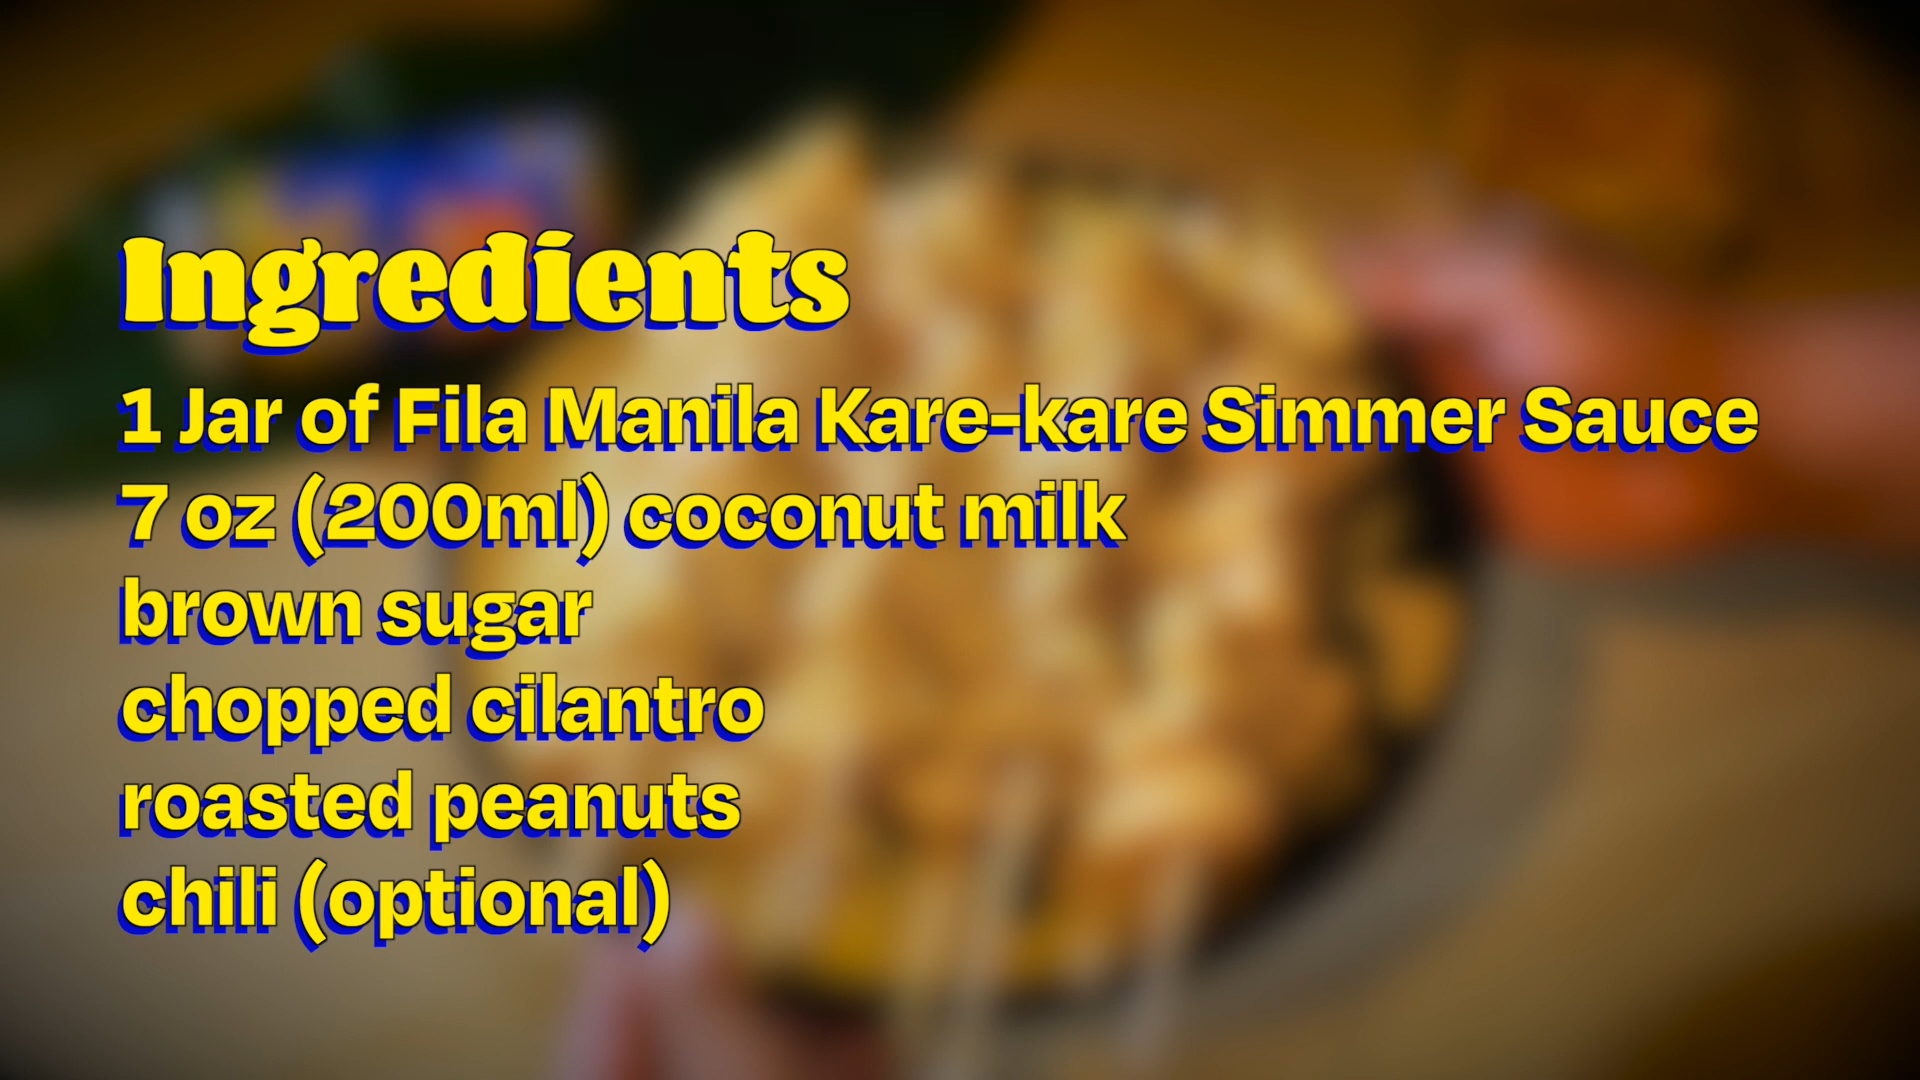 Ingredients
1 Jar of Fila Manila Kare-kare Simmer Sauce
7 oz (200ml) coconut milk
brown sugar
chopped cilantro
roasted peanuts
chili (optional)